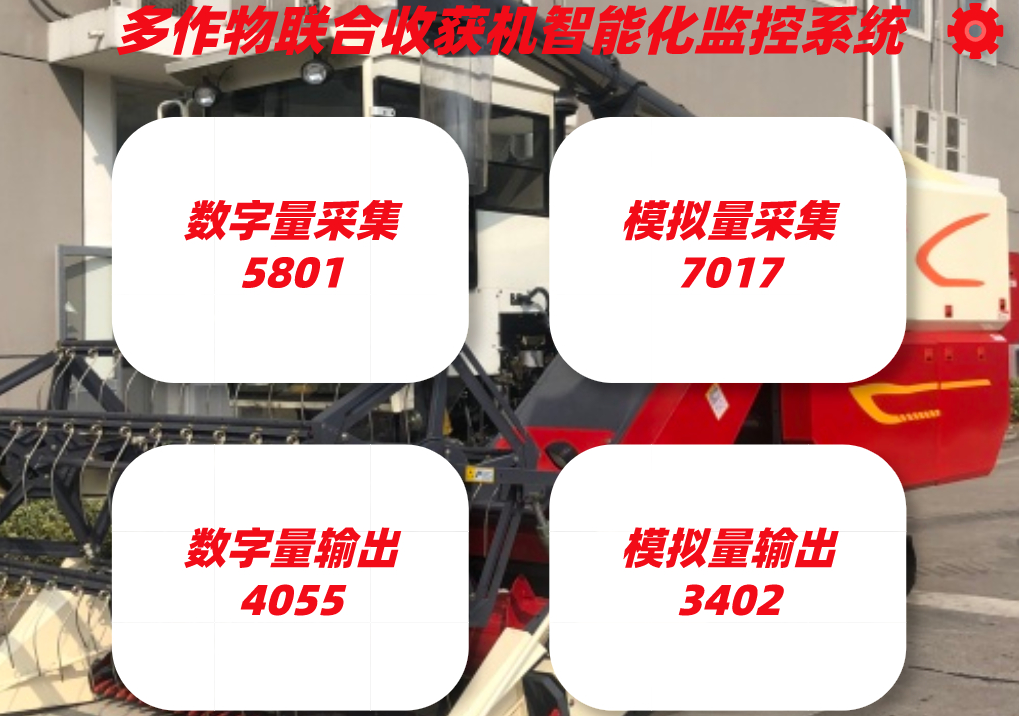 多作物联合收获机智能化监控系统
数字量采集
5801
模拟量采集
7017
数字量输出
4055
模拟量输出
3402